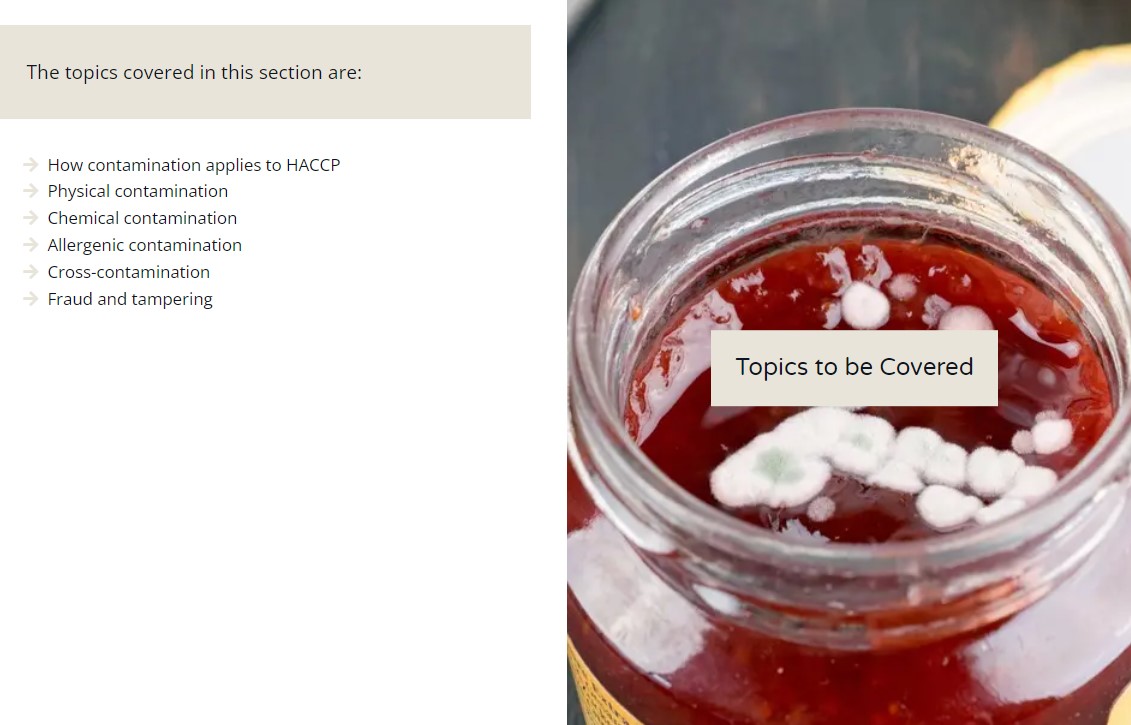 The topics covered in this section are:
How contamination applies to HACCP
Physical contamination
Chemical contamination
Allergenic contamination
Cross-contamination
Fraud and tampering
Topics to be Covered